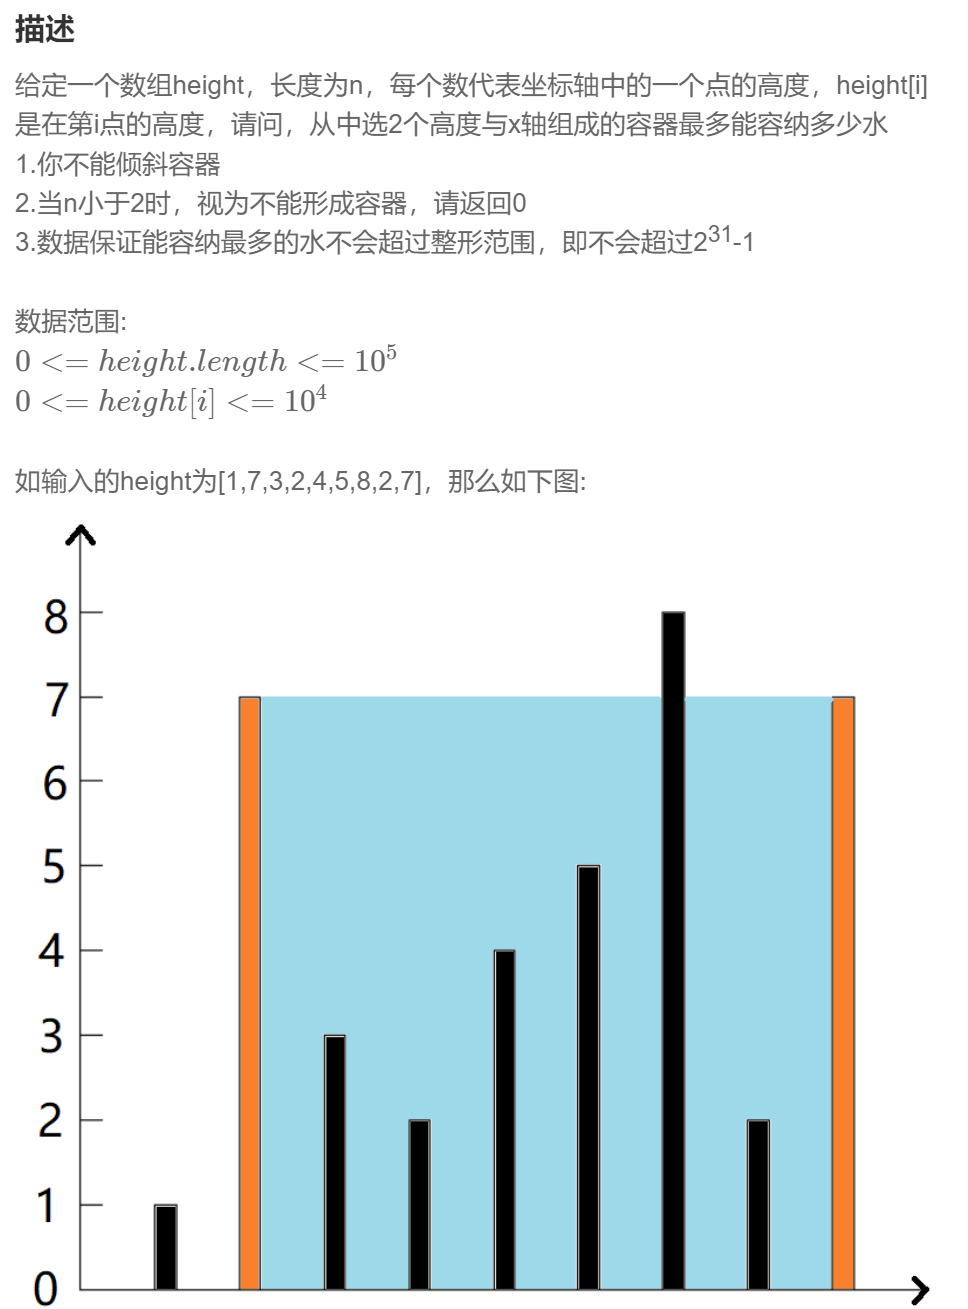 描述
给定一个数组height，长度为n，每个数代表坐标轴中的一个点的高度，height[i]
是在第i点的高度，请问，从中选2个高度与x轴组成的容器最多能容纳多少水
1.你不能倾斜容器
2.当n小于2时，视为不能形成容器，请返回0
3.数据保证能容纳最多的水不会超过整形范围，即不会超过2³¹-1
数据范围:
0 <= height.length <= 10⁵
0 <= height[i] <= 10⁴
如输入的height为[1,7,3,2,4,5,8,2,7]，那么如下图:
8
7
6
5
4
3
2
1
0